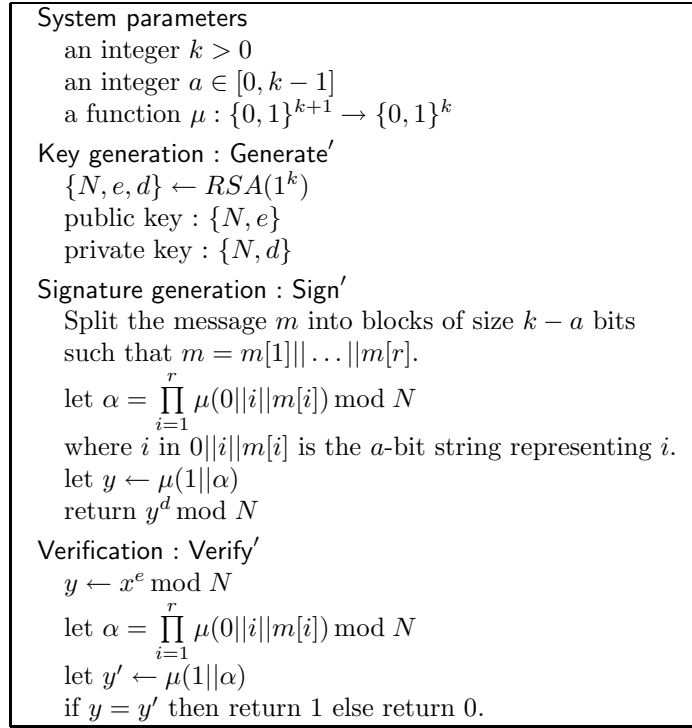 System parameters
an integer k > 0
an integer a ∈ [0, k − 1]
a function μ : {0, 1}^{k+1} → {0, 1}^k
Key generation : Generate′
{N, e, d} ← RSA(1^k)
public key : {N, e}
private key : {N, d}
Signature generation : Sign′
Split the message m into blocks of size k − a bits
such that m = m[1]|| . . . ||m[r].
let α = ∏_{i=1}^{r} μ(0||i||m[i]) mod N
where i in 0||i||m[i] is the a-bit string representing i.
let y ← μ(1||α)
return y^d mod N
Verification : Verify′
y ← x^e mod N
let α = ∏_{i=1}^{r} μ(0||i||m[i]) mod N
let y′ ← μ(1||α)
if y = y′ then return 1 else return 0.